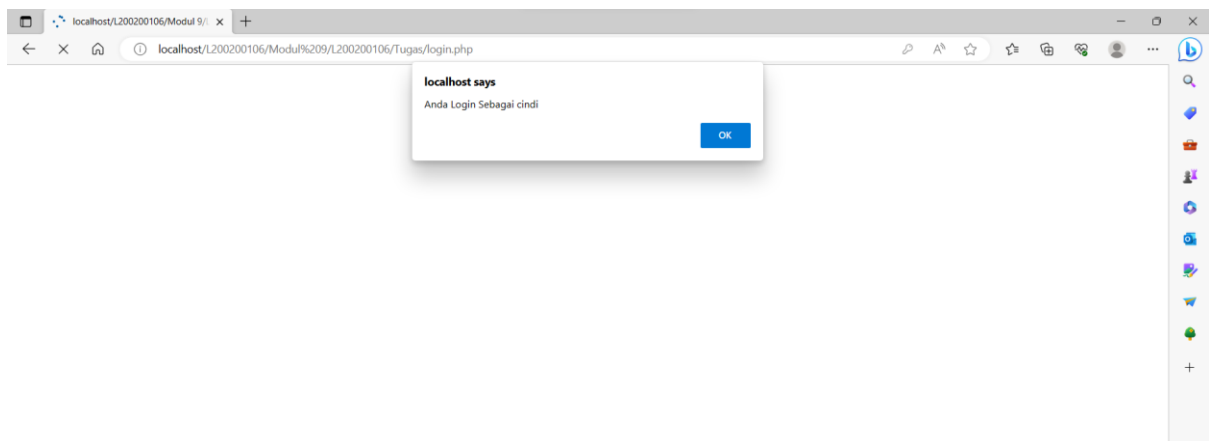 localhost/L200200106/Modul 9/
localhost/L200200106/Modul%209/L200200106/Tugas/login.php
localhost says
Anda Login Sebagai cindi
OK